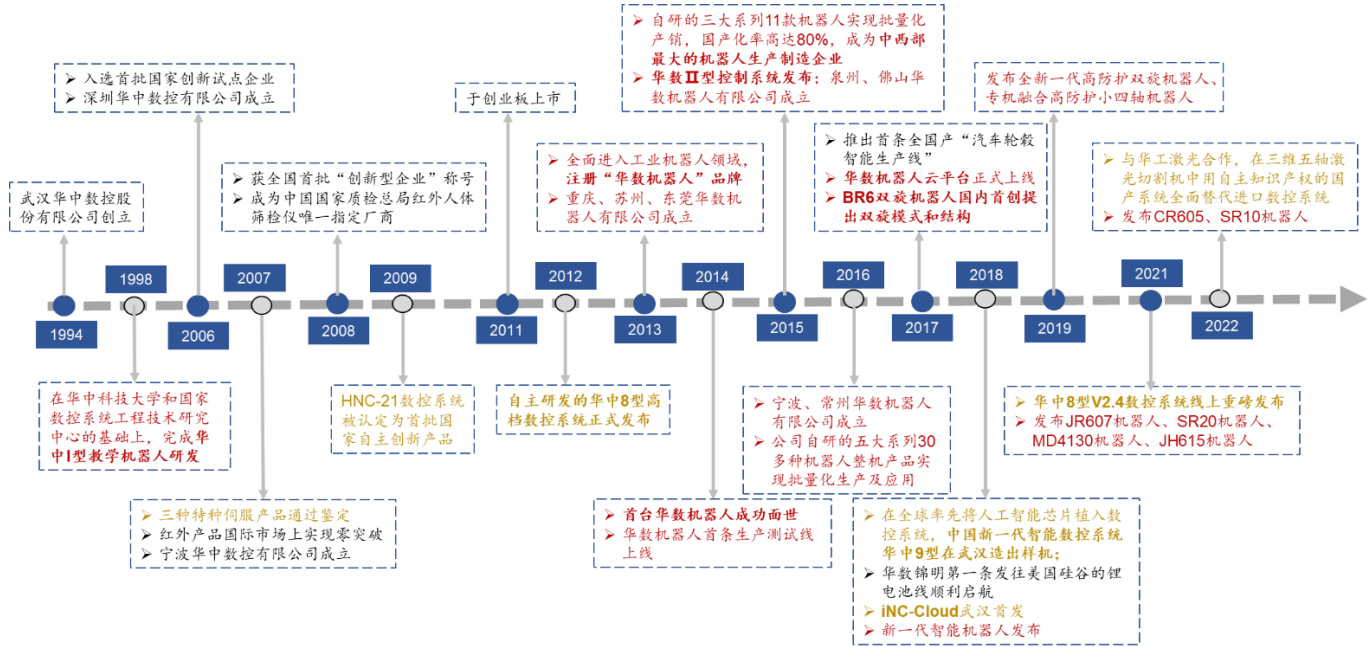 ➢ 自研的三大系列11款机器人实现批量化
产销，国产化率高达80%，成为中西部
最大的机器人生产制造企业
➢ 华数II型控制系统发布；泉州、佛山华
数机器人有限公司成立
➢ 入选首批国家创新试点企业
➢ 深圳华中数控有限公司成立
于创业板上市
发布全新一代高防护双旋机器人、
专机融合高防护小四轴机器人
➢ 推出首条全国产“汽车轮毂
智能生产线”
➢ 华数机器人云平台正式上线
➢ BR6双旋机器人国内首创提
出双旋模式和结构
➢ 全面进入工业机器人领域，
注册“华数机器人”品牌
➢ 重庆、苏州、东莞华数机
器人有限公司成立
➢ 与华工激光合作，在三维五轴激
光切割机中用自主知识产权的国
产系统全面替代进口数控系统
➢ 发布CR605、SR10机器人
➢ 获全国首批“创新型企业”称号
➢ 成为中国国家质检总局红外人体
筛检仪唯一指定厂商
武汉华中数控股
份有限公司创立
1998
2007
2009
2012
2014
2016
2018
2021
1994
2006
2008
2011
2013
2015
2017
2019
2022
在华中科技大学和国家
数控系统工程技术研究
中心的基础上，完成华
中I型教学机器人研发
HNC-21数控系统
被认定为首批国
家自主创新产品
自主研发的华中8型高
档数控系统正式发布
➢ 宁波、常州华数机器人
有限公司成立
➢ 公司自研的五大系列30
多种机器人整机产品实
现批量化生产及应用
➢ 华中8型V2.4数控系统线上重磅发布
➢ 发布JR607机器人、SR20机器人、
MD4130机器人、JH615机器人
➢ 三种特种伺服产品通过鉴定
➢ 红外产品国际市场上实现零突破
➢ 宁波华中数控有限公司成立
➢ 首台华数机器人成功面世
➢ 华数机器人首条生产测试线
上线
➢ 在全球率先将人工智能芯片植入数
控系统，中国新一代智能数控系统
华中9型在武汉造出样机；
➢ 华数锦明第一条发往美国硅谷的锂
电池线顺利启航
➢ iNC-Cloud武汉首发
➢ 新一代智能机器人发布